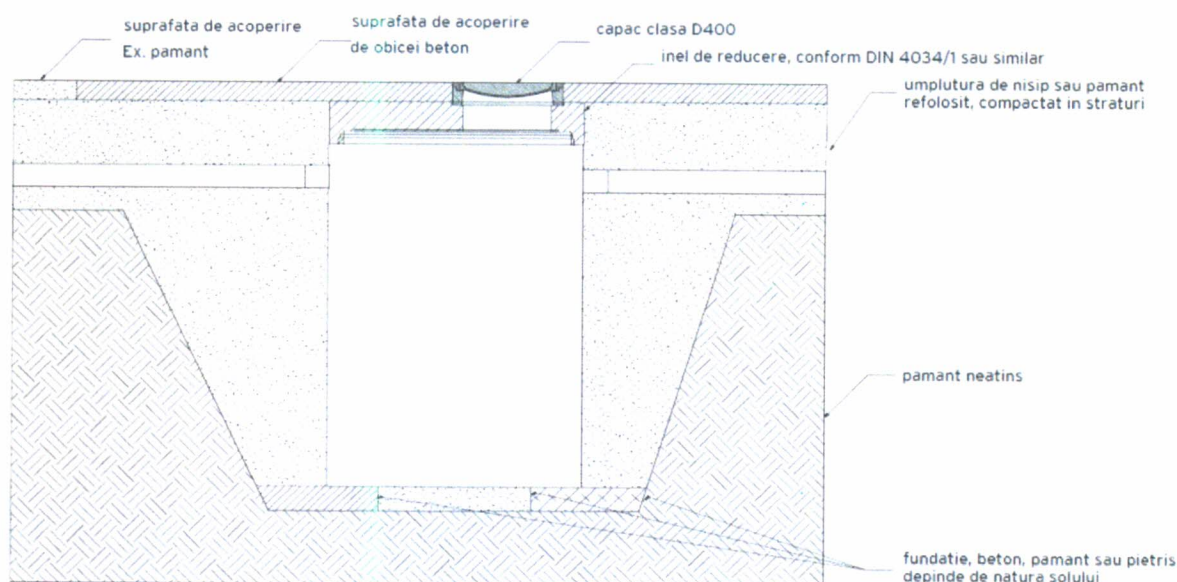 suprafata de acoperire
Ex. pamant
suprafata de acoperire
de obicei beton
capac clasa D400
inel de reducere, conform DIN 4034/1 sau similar
umplutura de nisip sau pamant
refolosit, compactat in straturi
pamant neatins
fundatie, beton, pamant sau pietris
depinde de natura solului